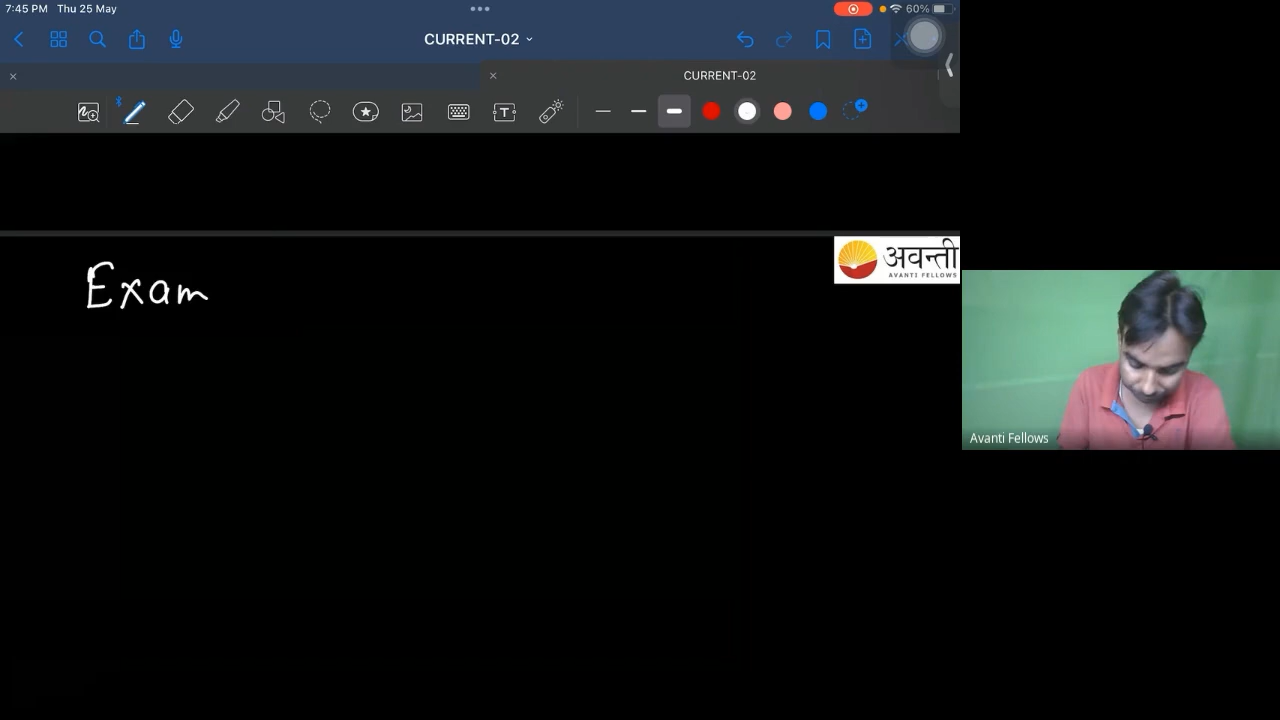 7:45 PM Thu 25 May
60%
CURRENT-02
CURRENT-02
Exam
अवन्ती
AVANTI FELLOWS
Avanti Fellows